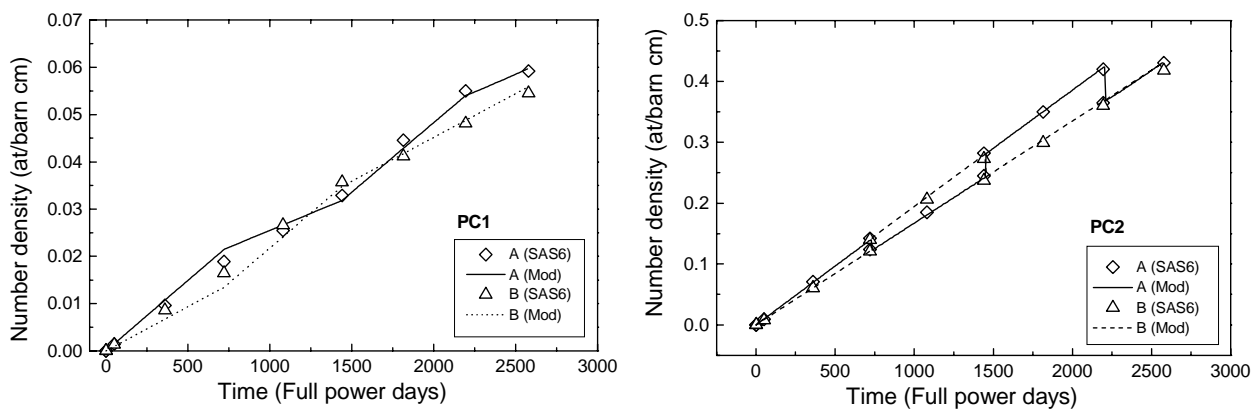 Number density (at/barn cm)
0.07
0.06
0.05
0.04
0.03
0.02
0.01
0.00
PC1
A (SAS6)
A (Mod)
B (SAS6)
B (Mod)
0 500 1000 1500 2000 2500 3000
Time (Full power days)
Number density (at/barn cm)
0.5
0.4
0.3
0.2
0.1
0.0
PC2
A (SAS6)
A (Mod)
B (SAS6)
B (Mod)
0 500 1000 1500 2000 2500 3000
Time (Full power days)